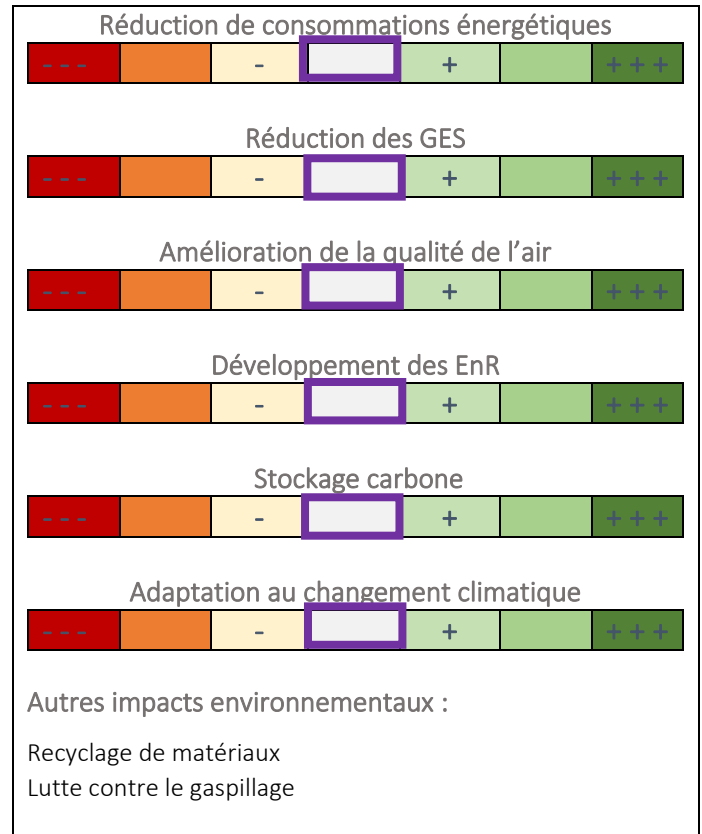 Réduction de consommations énergétiques
- - - - + + + +
Réduction des GES
- - - - + + + +
Amélioration de la qualité de l’air
- - - - + + + +
Développement des EnR
- - - - + + + +
Stockage carbone
- - - - + + + +
Adaptation au changement climatique
- - - - + + + +
Autres impacts environnementaux :
Recyclage de matériaux
Lutte contre le gaspillage